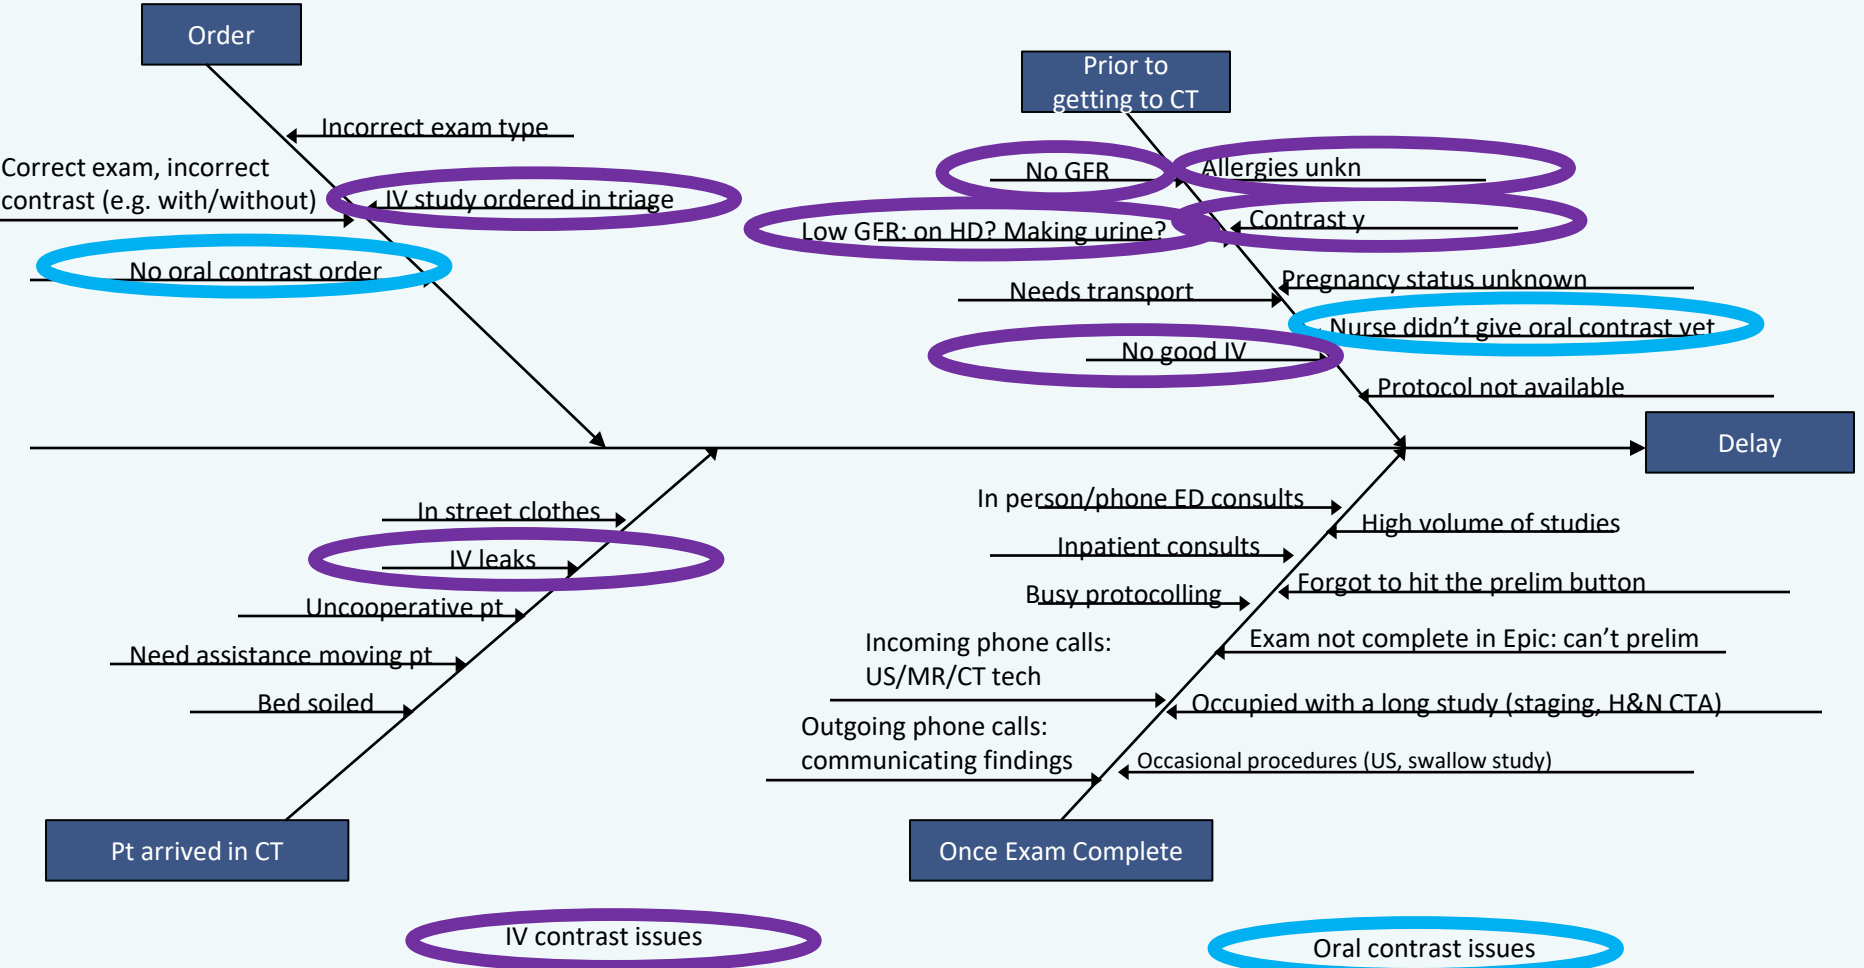 Order
Prior to
getting to CT
Incorrect exam type
Correct exam, incorrect
contrast (e.g. with/without)
IV study ordered in triage
No oral contrast order
No GFR
Allergies unkn
Low GFR: on HD? Making urine?
Contrast y
Needs transport
Pregnancy status unknown
Nurse didn’t give oral contrast yet
No good IV
Protocol not available
Delay
In street clothes
IV leaks
Uncooperative pt
Need assistance moving pt
Bed soiled
In person/phone ED consults
High volume of studies
Inpatient consults
Forgot to hit the prelim button
Busy protocolling
Incoming phone calls:
US/MR/CT tech
Exam not complete in Epic: can’t prelim
Occupied with a long study (staging, H&N CTA)
Outgoing phone calls:
communicating findings
Occasional procedures (US, swallow study)
Pt arrived in CT
Once Exam Complete
IV contrast issues
Oral contrast issues